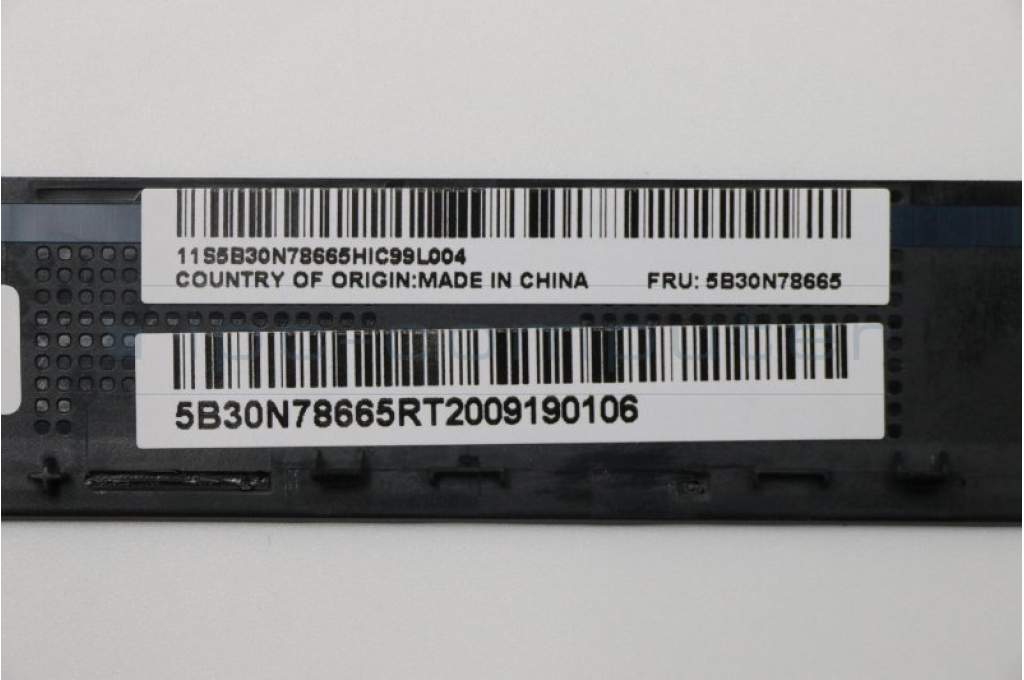 11S5B30N78665HIC99L004
COUNTRY OF ORIGIN:MADE IN CHINA FRU: 5B30N78665
5B30N78665RT2009190106